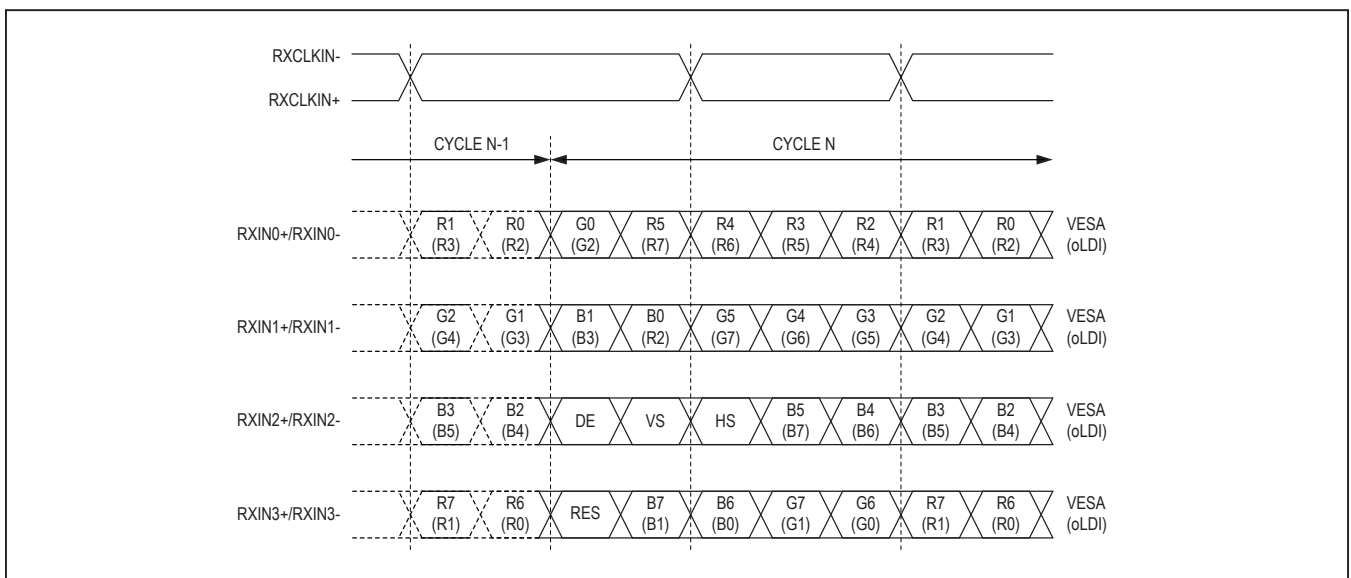 RXCLKIN-
RXCLKIN+
CYCLE N-1 CYCLE N
RXIN0+/RXIN0- R1 R0 G0 R5 R4 R3 R2 R1 R0 VESA
(R3) (R2) (G2) (R7) (R6) (R5) (R4) (R3) (R2) (oLDI)
RXIN1+/RXIN1- G2 G1 B1 B0 G5 G4 G3 G2 G1 VESA
(G4) (G3) (B3) (R2) (G7) (G6) (G5) (G4) (G3) (oLDI)
RXIN2+/RXIN2- B3 B2 DE VS HS B5 B4 B3 B2 VESA
(B5) (B4) (B7) (B6) (B5) (B4) (oLDI)
RXIN3+/RXIN3- R7 R6 RES B7 B6 G7 G6 R7 R6 VESA
(R1) (R0) (B1) (B0) (G1) (G0) (R1) (R0) (oLDI)